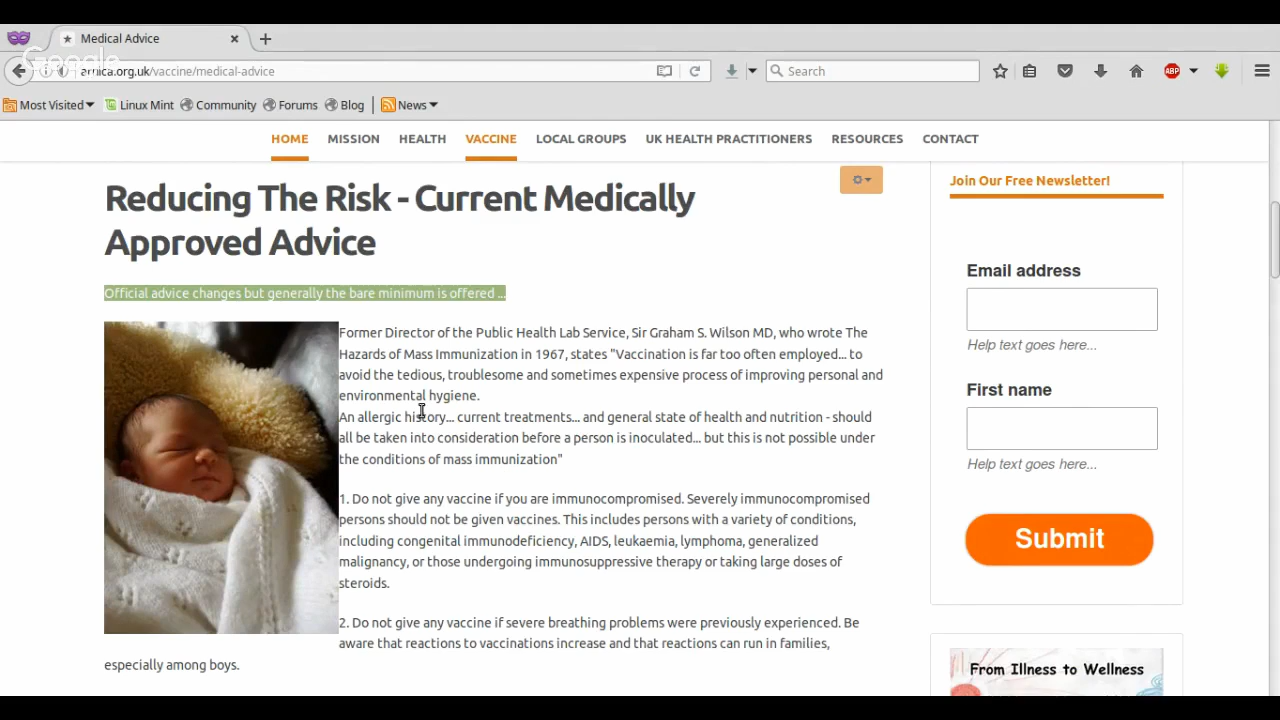 Medical Advice
Google
arnica.org.uk/vaccine/medical-advice
Search
ABP
Most Visited
Linux Mint
Community
Forums
Blog
News
HOME
MISSION
HEALTH
VACCINE
LOCAL GROUPS
UK HEALTH PRACTITIONERS
RESOURCES
CONTACT
Reducing The Risk - Current Medically
Approved Advice
Official advice changes but generally the bare minimum is offered ...
Former Director of the Public Health Lab Service, Sir Graham S. Wilson MD, who wrote The
Hazards of Mass Immunization in 1967, states "Vaccination is far too often employed... to
avoid the tedious, troublesome and sometimes expensive process of improving personal and
environmental hygiene.
An allergic history... current treatments... and general state of health and nutrition - should
all be taken into consideration before a person is inoculated... but this is not possible under
the conditions of mass immunization"
1. Do not give any vaccine if you are immunocompromised. Severely immunocompromised
persons should not be given vaccines. This includes persons with a variety of conditions,
including congenital immunodeficiency, AIDS, leukaemia, lymphoma, generalized
malignancy, or those undergoing immunosuppressive therapy or taking large doses of
steroids.
2. Do not give any vaccine if severe breathing problems were previously experienced. Be
aware that reactions to vaccinations increase and that reactions can run in families,
especially among boys.
Join Our Free Newsletter!
Email address
Help text goes here...
First name
Help text goes here...
Submit
From Illness to Wellness